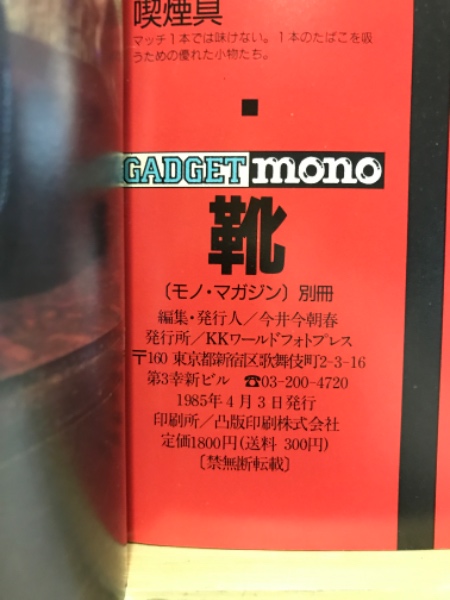 喫煙具
マッチ1本では味けない。1本のたばこを吸
うための優れた小物たち。
GADGET mono
靴
〔モノ・マガジン〕別冊
編集・発行人／今井今朝春
発行所／KKワールドフォトプレス
〒160 東京都新宿区歌舞伎町2-3-16
第3幸新ビル ☎03-200-4720
1985年4月3日発行
印刷所／凸版印刷株式会社
定価1800円(送料 300円)
〔禁無断転載〕